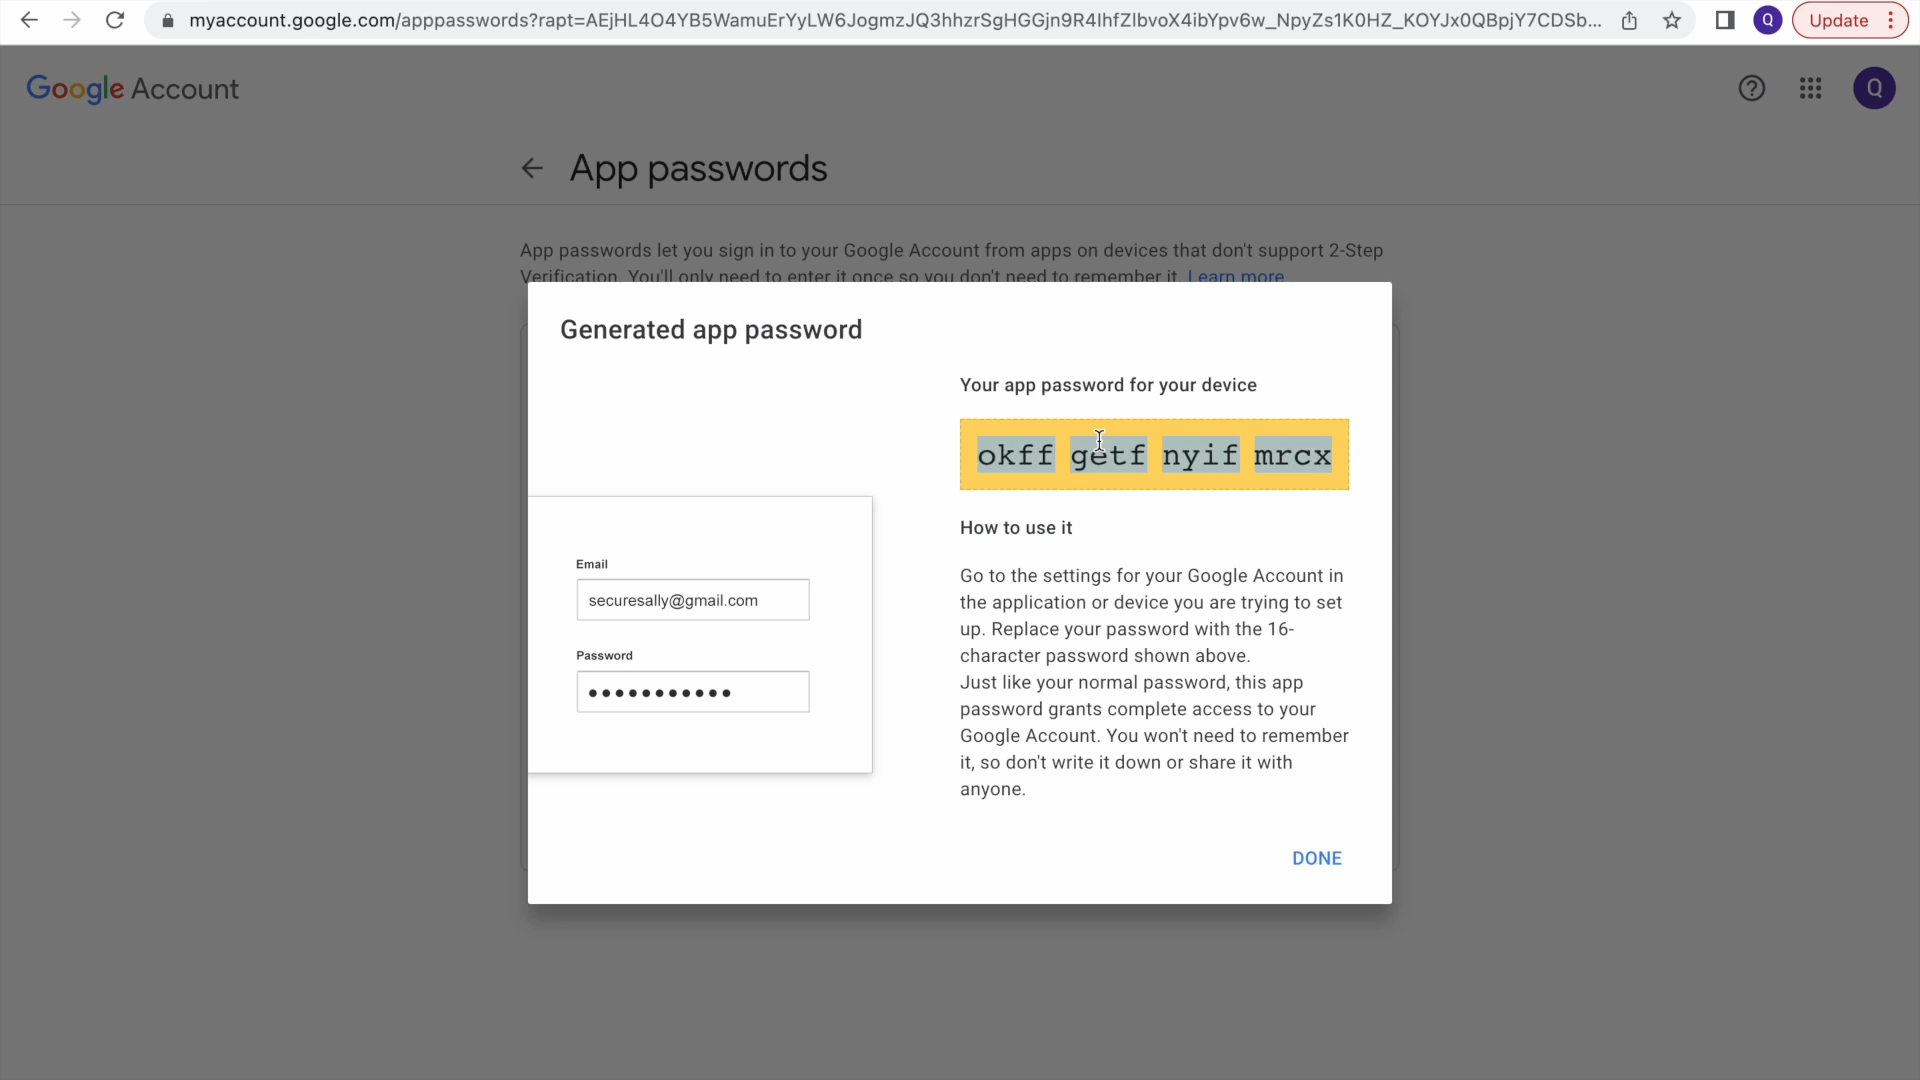 myaccount.google.com/apppasswords?rapt=AEjHL4O4YB5WamuErYyLW6JogmzJQ3hhzrSgHGGjn9R4IhfZIbvoX4ibYpv6w_NpyZs1K0HZ_KOYJx0QBpjY7CDSb...
Q
Update
Google Account
Q
App passwords
App passwords let you sign in to your Google Account from apps on devices that don't support 2-Step
Verification. You'll only need to enter it once so you don't need to remember it. Learn more
Generated app password
Your app password for your device
okff getf nyif mrcx
How to use it
Email
securesally@gmail.com
Password
Go to the settings for your Google Account in
the application or device you are trying to set
up. Replace your password with the 16-
character password shown above.
Just like your normal password, this app
password grants complete access to your
Google Account. You won't need to remember
it, so don't write it down or share it with
anyone.
DONE